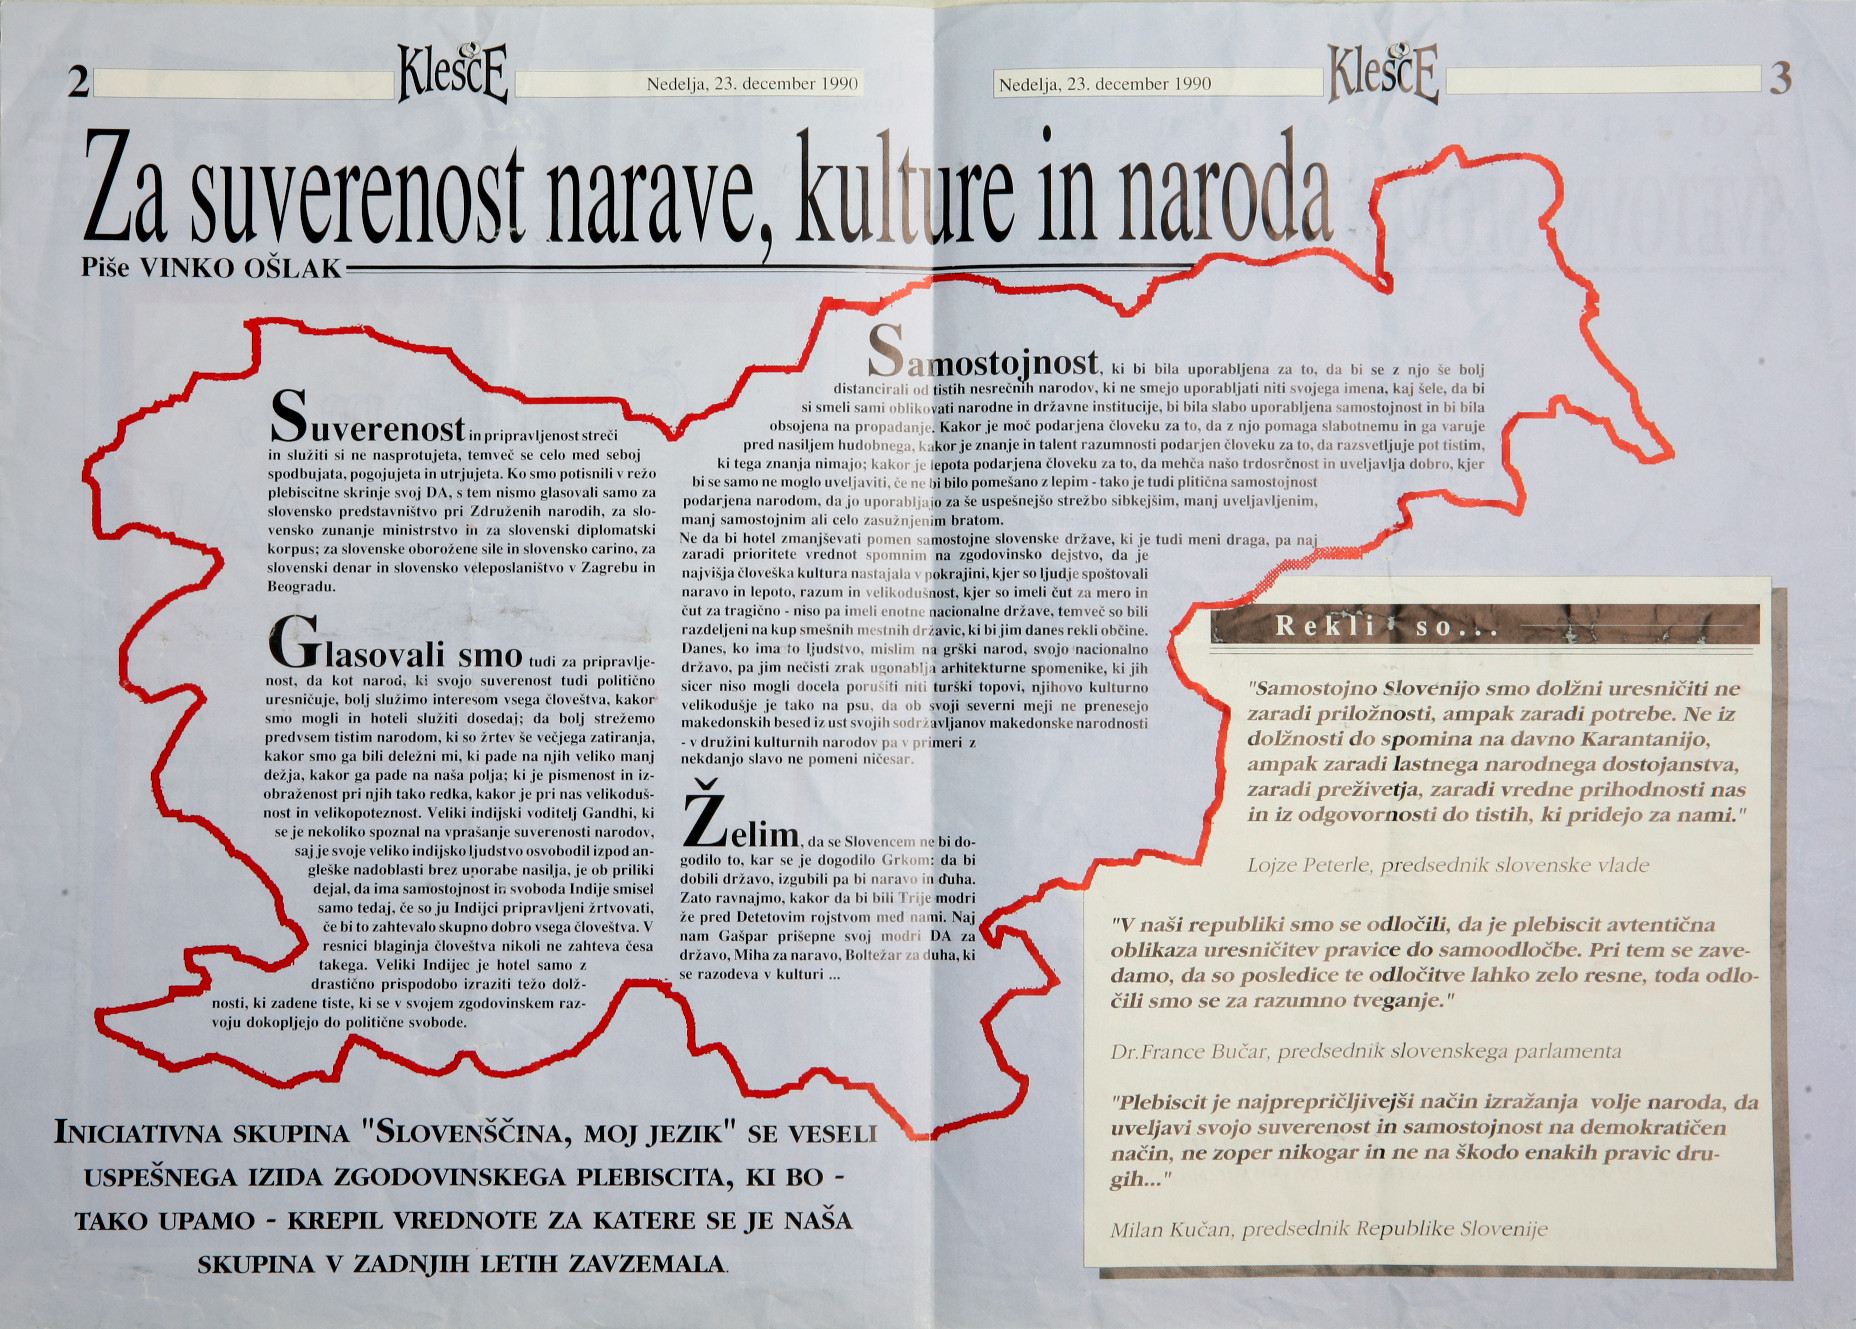 2
KlešČE
Nedelja, 23. december 1990
Nedelja, 23. december 1990
KlešČE
3
Za suverenost narave, kulture in naroda
Piše VINKO OŠLAK
Suverenost in pripravljenost streči
in služiti si ne nasprotujeta, temveč se celo med seboj
spodbujata, pogojujeta in utrjujeta. Ko smo potisnili v režo
plebiscitne skrinje svoj DA, s tem nismo glasovali samo za
slovensko predstavništvo pri Združenih narodih, za slo-
vensko zunanje ministrstvo in za slovenski diplomatski
korpus; za slovenske oborožene sile in slovensko carino, za
slovenski denar in slovensko veleposlaništvo v Zagrebu in
Beogradu.
Glasovali smo tudi za pripravlje-
nost, da kot narod, ki svojo suverenost tudi politično
uresničuje, bolj služimo interesom vsega človeštva, kakor
smo mogli in hoteli služiti dosedaj; da bolj strežemo
predvsem tistim narodom, ki so žrtev še večjega zatiranja,
kakor smo ga bili deležni mi, ki pade na njih veliko manj
dežja, kakor ga pade na naša polja; ki je pismenost in iz-
obraženost pri njih tako redka, kakor je pri nas velikoduš-
nost in velikopoteznost. Veliki indijski voditelj Gandhi, ki
se je nekoliko spoznal na vprašanje suverenosti narodov,
saj je svoje veliko indijsko ljudstvo osvobodil izpod an-
gleške nadoblasti brez uporabe nasilja, je ob priliki
dejal, da ima samostojnost in svoboda Indije smisel
samo tedaj, če so ju Indijci pripravljeni žrtvovati,
če bi to zahtevalo skupno dobro vsega človeštva. V
resnici blaginja človeštva nikoli ne zahteva česa
takega. Veliki Indijec je hotel samo z
drastično prispodobo izraziti težo dolž-
nosti, ki zadene tiste, ki se v svojem zgodovinskem raz-
voju dokopljejo do politične svobode.
Samostojnost, ki bi bila uporabljena za to, da bi se z njo še bolj
distancirali od tistih nesrečnih narodov, ki ne smejo uporabljati niti svojega imena, kaj šele, da bi
si smeli sami oblikovati narodne in državne institucije, bi bila slabo uporabljena samostojnost in bi bila
obsojena na propadanje. Kakor je moč podarjena človeku za to, da z njo pomaga slabotnemu in ga varuje
pred nasiljem hudobnega, kakor je znanje in talent razumnosti podarjen človeku za to, da razsvetljuje pot tistim,
ki tega znanja nimajo; kakor je lepota podarjena človeku za to, da mehča našo trdosrčnost in uveljavlja dobro, kjer
bi se samo ne moglo uveljaviti, če ne bi bilo pomešano z lepim - tako je tudi plitična samostojnost
podarjena narodom, da jo uporabljajo za še uspešnejšo strežbo sibkejšim, manj uveljavljenim,
manj samostojnim ali celo zasužnjenim bratom.
Ne da bi hotel zmanjševati pomen samostojne slovenske države, ki je tudi meni draga, pa naj
zaradi prioritete vrednot spomnim na zgodovinsko dejstvo, da je
najvišja človeška kultura nastajala v pokrajini, kjer so ljudje spoštovali
naravo in lepoto, razum in velikodušnost, kjer so imeli čut za mero in
čut za tragično - niso pa imeli enotne nacionalne države, temveč so bili
razdeljeni na kup smešnih mestnih državic, ki bi jim danes rekli občine.
Danes, ko ima to ljudstvo, mislim na grški narod, svojo nacionalno
državo, pa jim nečisti zrak ugonablja arhitekturne spomenike, ki jih
sicer niso mogli docela porušiti niti turški topovi, njihovo kulturno
velikodušje je tako na psu, da ob svoji severni meji ne prenesejo
makedonskih besed iz ust svojih sodržavljanov makedonske narodnosti
- v družini kulturnih narodov pa v primeri z
nekdanjo slavo ne pomeni ničesar.
Želim, da se Slovencem ne bi do-
godilo to, kar se je dogodilo Grkom: da bi
dobili državo, izgubili pa bi naravo in duha.
Zato ravnajmo, kakor da bi bili Trije modri
že pred Detetovim rojstvom med nami. Naj
nam Gašpar prišepne svoj modri DA za
državo, Miha za naravo, Boltežar za duha, ki
se razodeva v kulturi ...
INICIATIVNA SKUPINA "SLOVENŠČINA, MOJ JEZIK" SE VESELI
USPEŠNEGA IZIDA ZGODOVINSKEGA PLEBISCITA, KI BO -
TAKO UPAMO - KREPIL VREDNOTE ZA KATERE SE JE NAŠA
SKUPINA V ZADNJIH LETIH ZAVZEMALA.
Rekli so...
"Samostojno Slovenijo smo dolžni uresničiti ne
zaradi priložnosti, ampak zaradi potrebe. Ne iz
dolžnosti do spomina na davno Karantanijo,
ampak zaradi lastnega narodnega dostojanstva,
zaradi preživetja, zaradi vredne prihodnosti nas
in iz odgovornosti do tistih, ki pridejo za nami."
Lojze Peterle, predsednik slovenske vlade
"V naši republiki smo se odločili, da je plebiscit avtentična
oblikaza uresničitev pravice do samoodločbe. Pri tem se zave-
damo, da so posledice te odločitve lahko zelo resne, toda odlo-
čili smo se za razumno tveganje."
Dr.France Bučar, predsednik slovenskega parlamenta
"Plebiscit je najprepričljivejši način izražanja volje naroda, da
uveljavi svojo suverenost in samostojnost na demokratičen
način, ne zoper nikogar in ne na škodo enakih pravic dru-
gih..."
Milan Kučan, predsednik Republike Slovenije